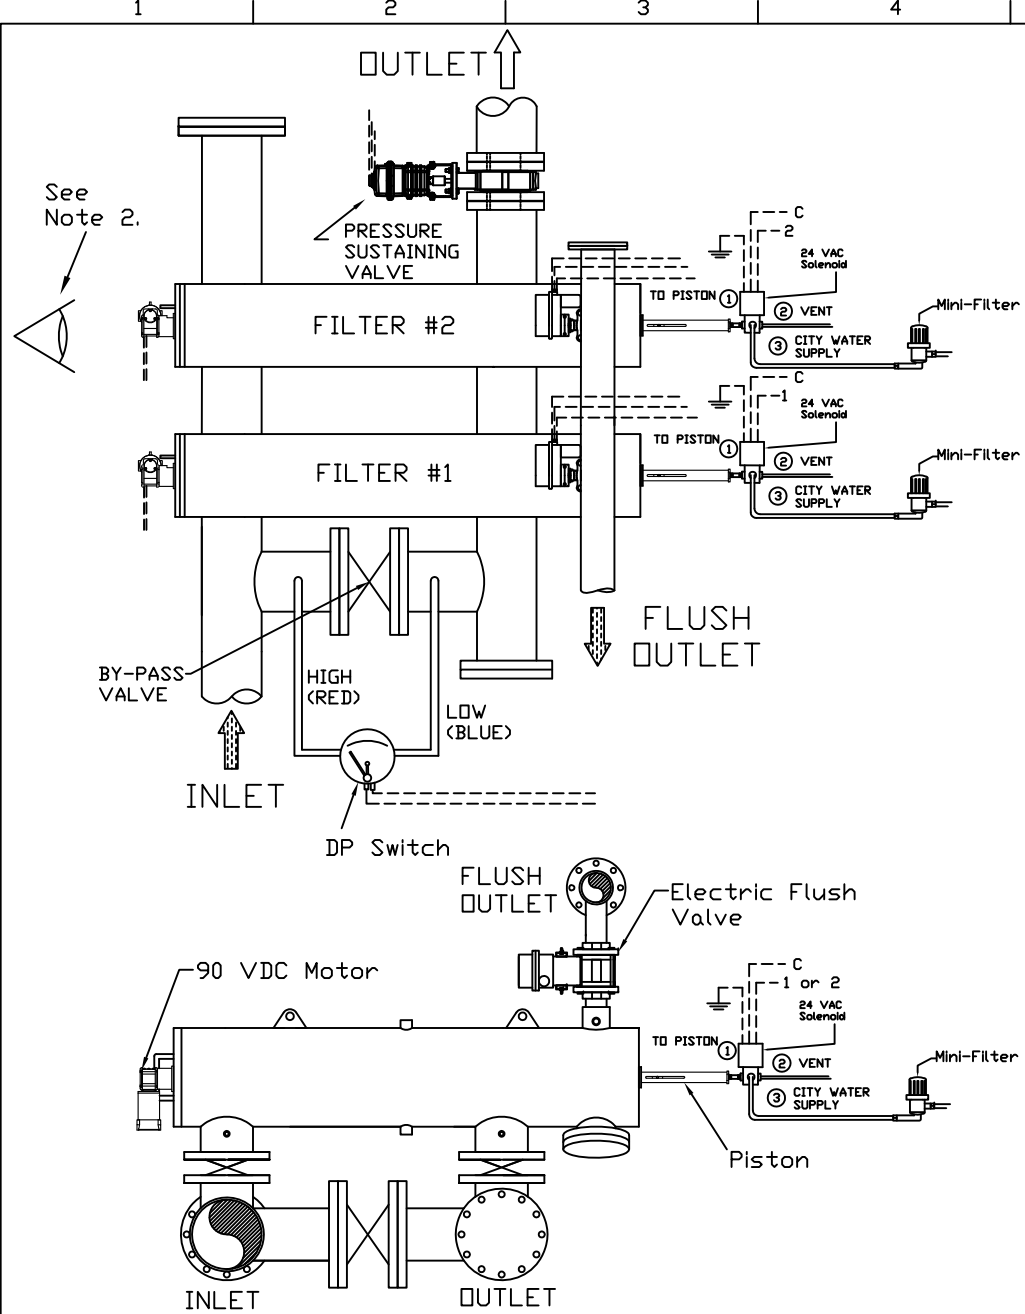 1 2 3 4
OUTLET
See
Note 2.
PRESSURE
SUSTAINING
VALVE
C
2
24 VAC
Solenoid
TO PISTON 1
2 VENT
3 CITY WATER
SUPPLY
Mini-Filter
FILTER #2
C
1
24 VAC
Solenoid
TO PISTON 1
2 VENT
3 CITY WATER
SUPPLY
Mini-Filter
FILTER #1
FLUSH
OUTLET
BY-PASS
VALVE
HIGH
(RED)
LOW
(BLUE)
INLET
DP Switch
FLUSH
OUTLET
Electric Flush
Valve
90 VDC Motor
C
1 or 2
24 VAC
Solenoid
TO PISTON 1
2 VENT
3 CITY WATER
SUPPLY
Mini-Filter
Piston
INLET
OUTLET